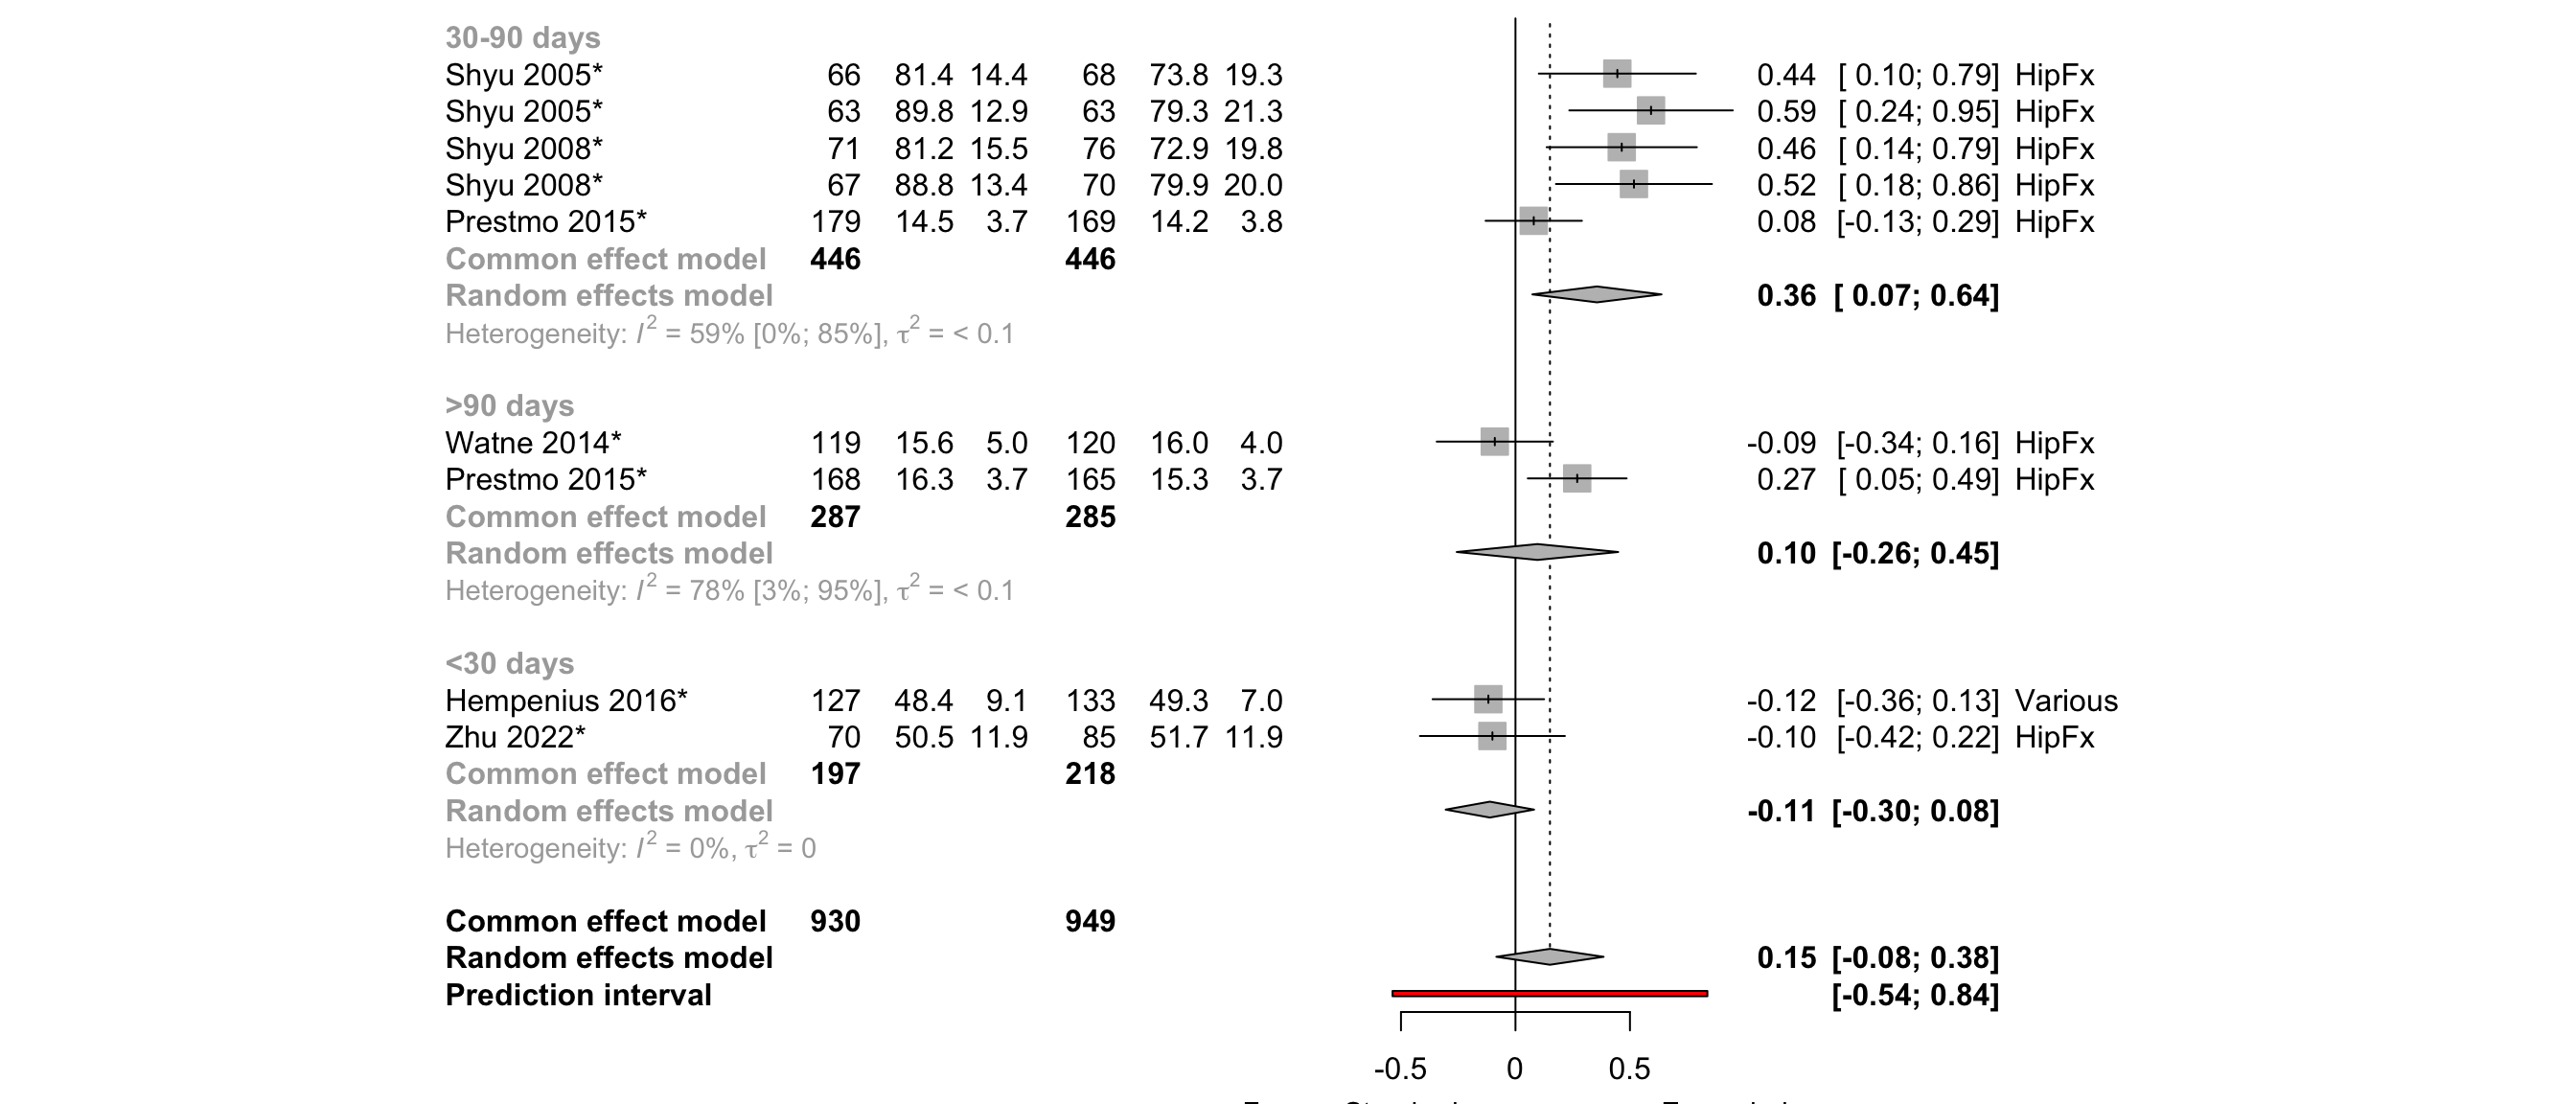 30-90 days
Shyu 2005* 66 81.4 14.4 68 73.8 19.3 0.44 [ 0.10; 0.79] HipFx
Shyu 2005* 63 89.8 12.9 63 79.3 21.3 0.59 [ 0.24; 0.95] HipFx
Shyu 2008* 71 81.2 15.5 76 72.9 19.8 0.46 [ 0.14; 0.79] HipFx
Shyu 2008* 67 88.8 13.4 70 79.9 20.0 0.52 [ 0.18; 0.86] HipFx
Prestmo 2015* 179 14.5 3.7 169 14.2 3.8 0.08 [-0.13; 0.29] HipFx
Common effect model 446 446
Random effects model 0.36 [ 0.07; 0.64]
Heterogeneity: I² = 59% [0%; 85%], τ² = < 0.1
>90 days
Watne 2014* 119 15.6 5.0 120 16.0 4.0 -0.09 [-0.34; 0.16] HipFx
Prestmo 2015* 168 16.3 3.7 165 15.3 3.7 0.27 [ 0.05; 0.49] HipFx
Common effect model 287 285
Random effects model 0.10 [-0.26; 0.45]
Heterogeneity: I² = 78% [3%; 95%], τ² = < 0.1
<30 days
Hempenius 2016* 127 48.4 9.1 133 49.3 7.0 -0.12 [-0.36; 0.13] Various
Zhu 2022* 70 50.5 11.9 85 51.7 11.9 -0.10 [-0.42; 0.22] HipFx
Common effect model 197 218
Random effects model -0.11 [-0.30; 0.08]
Heterogeneity: I² = 0%, τ² = 0
Common effect model 930 949
Random effects model 0.15 [-0.08; 0.38]
Prediction interval [-0.54; 0.84]
-0.5 0 0.5